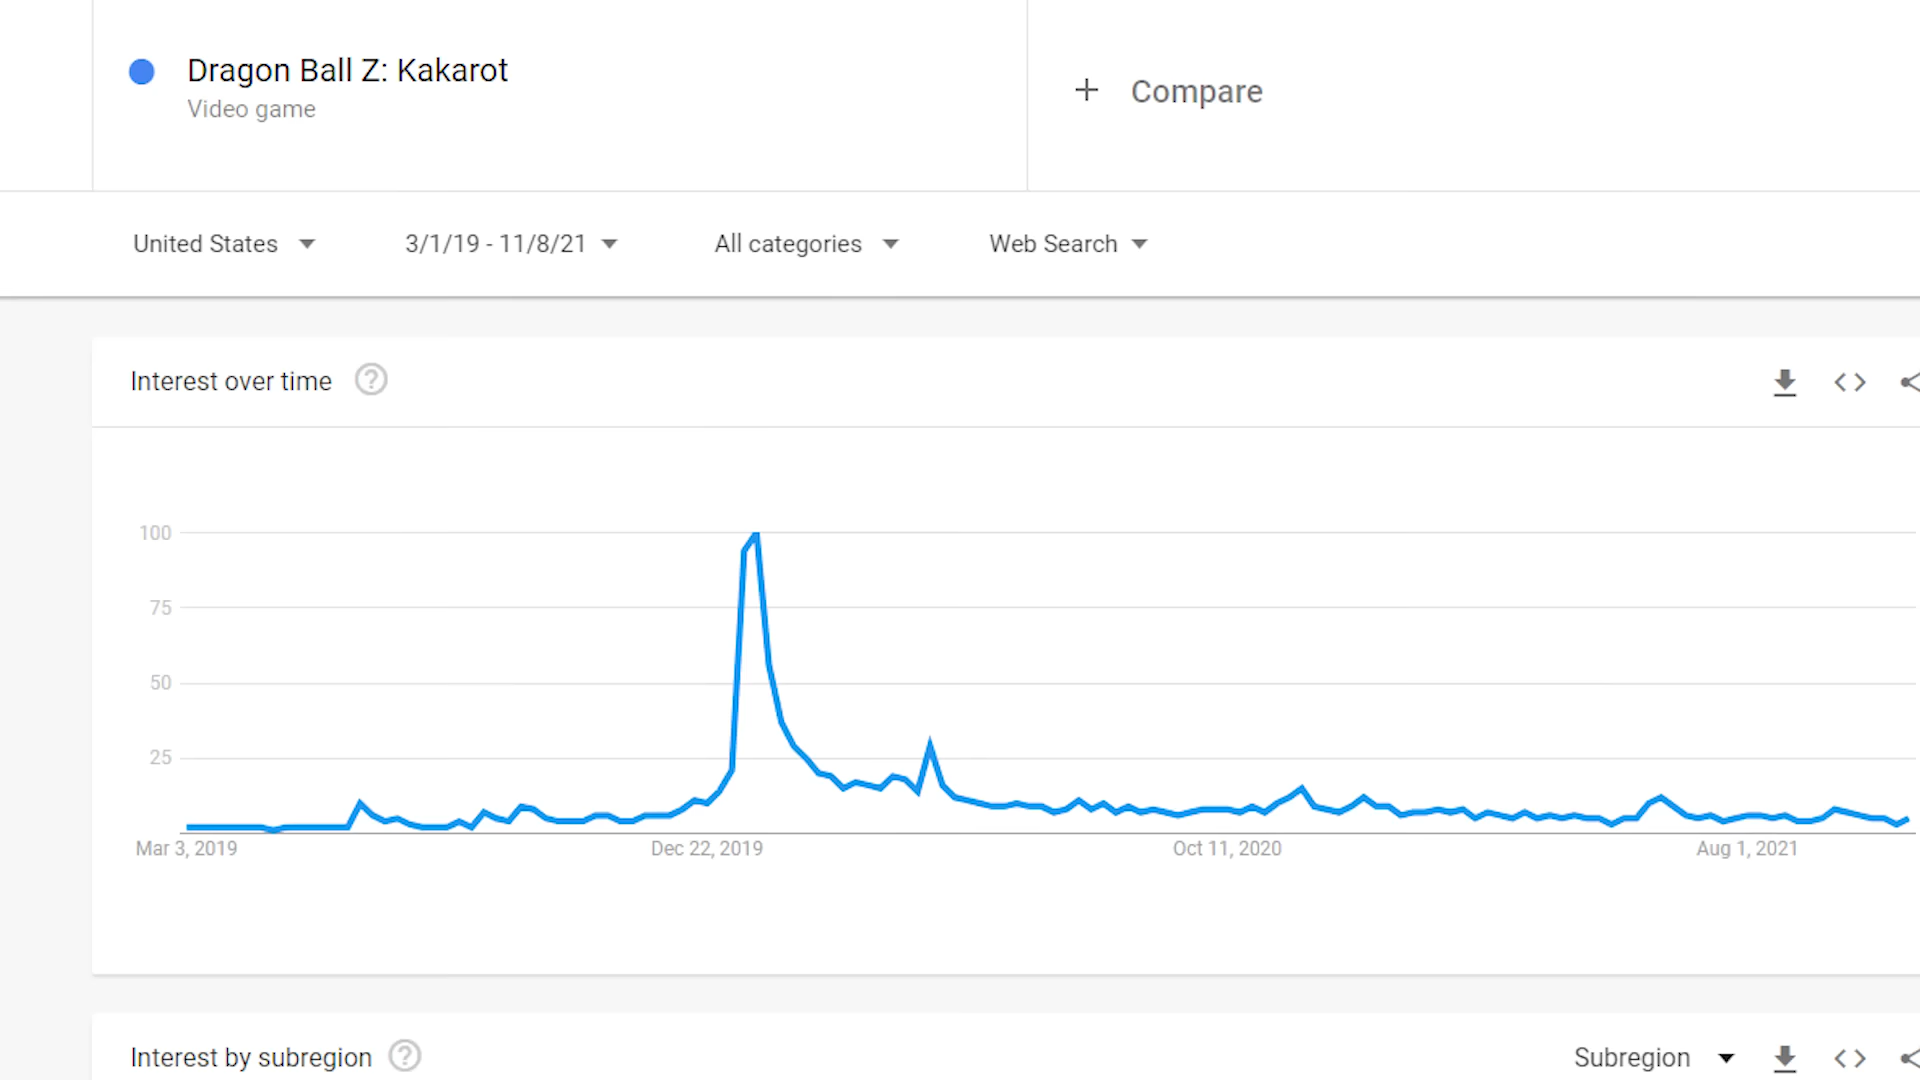 Dragon Ball Z: Kakarot
Video game
+ Compare
United States
3/1/19 - 11/8/21
All categories
Web Search
Interest over time
100
75
50
25
Mar 3, 2019
Dec 22, 2019
Oct 11, 2020
Aug 1, 2021
Interest by subregion
Subregion